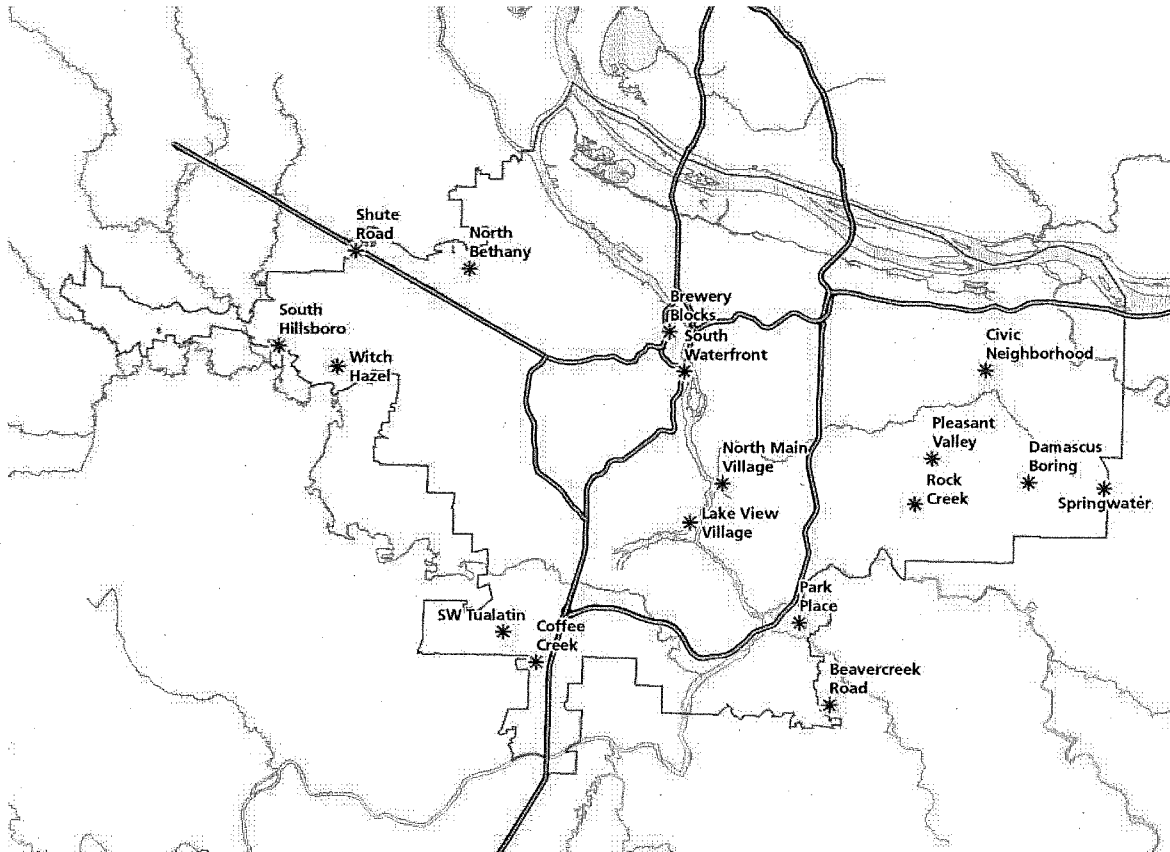 Shute
Road
North
Bethany
South
Hillsboro
Witch
Hazel
Brewery
Blocks
South
Waterfront
Civic
Neighborhood
Pleasant
Valley
Damascus
Boring
North Main
Village
Rock
Creek
Springwater
Lake View
Village
Park
Place
SW Tualatin
Coffee
Creek
Beavercreek
Road